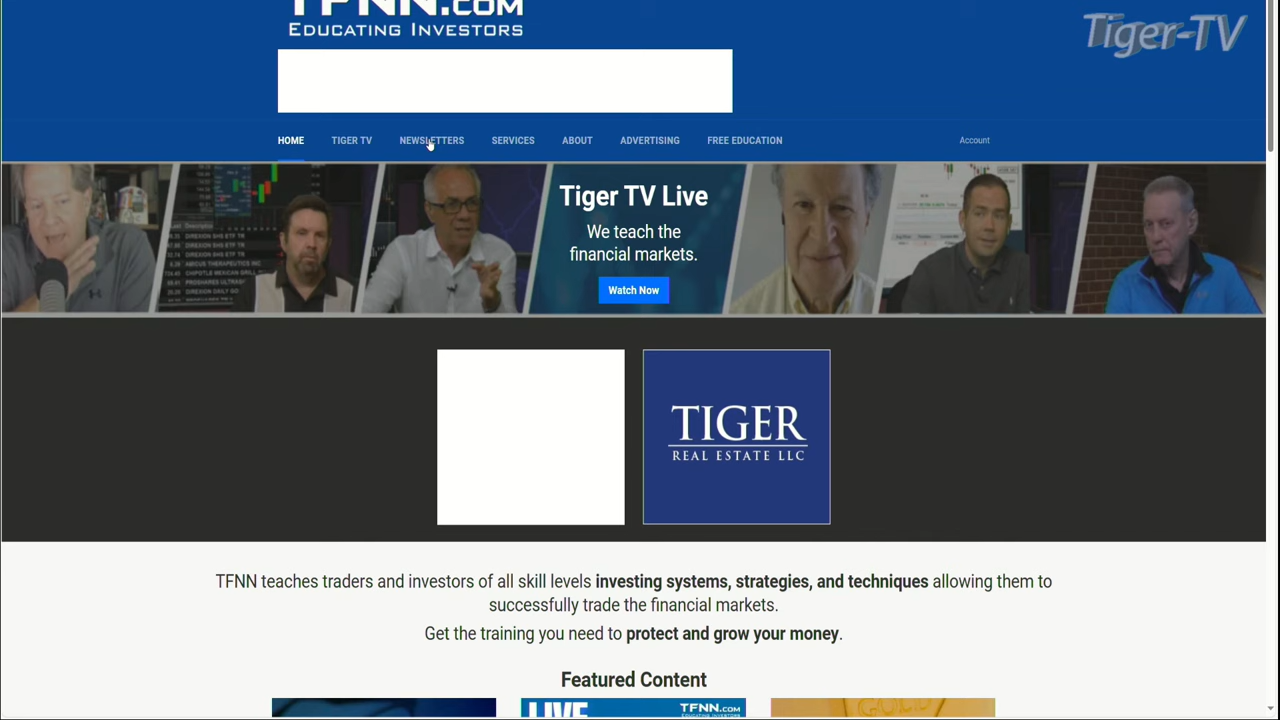 TFNN.COM
EDUCATING INVESTORS
Tiger-TV
HOME
TIGER TV
NEWSLETTERS
SERVICES
ABOUT
ADVERTISING
FREE EDUCATION
Account
Tiger TV Live
We teach the
financial markets.
Watch Now
TIGER
REAL ESTATE LLC
TFNN teaches traders and investors of all skill levels investing systems, strategies, and techniques allowing them to
successfully trade the financial markets.
Get the training you need to protect and grow your money.
Featured Content
LIVE
TFNN.COM
EDUCATING INVESTORS
GOLD